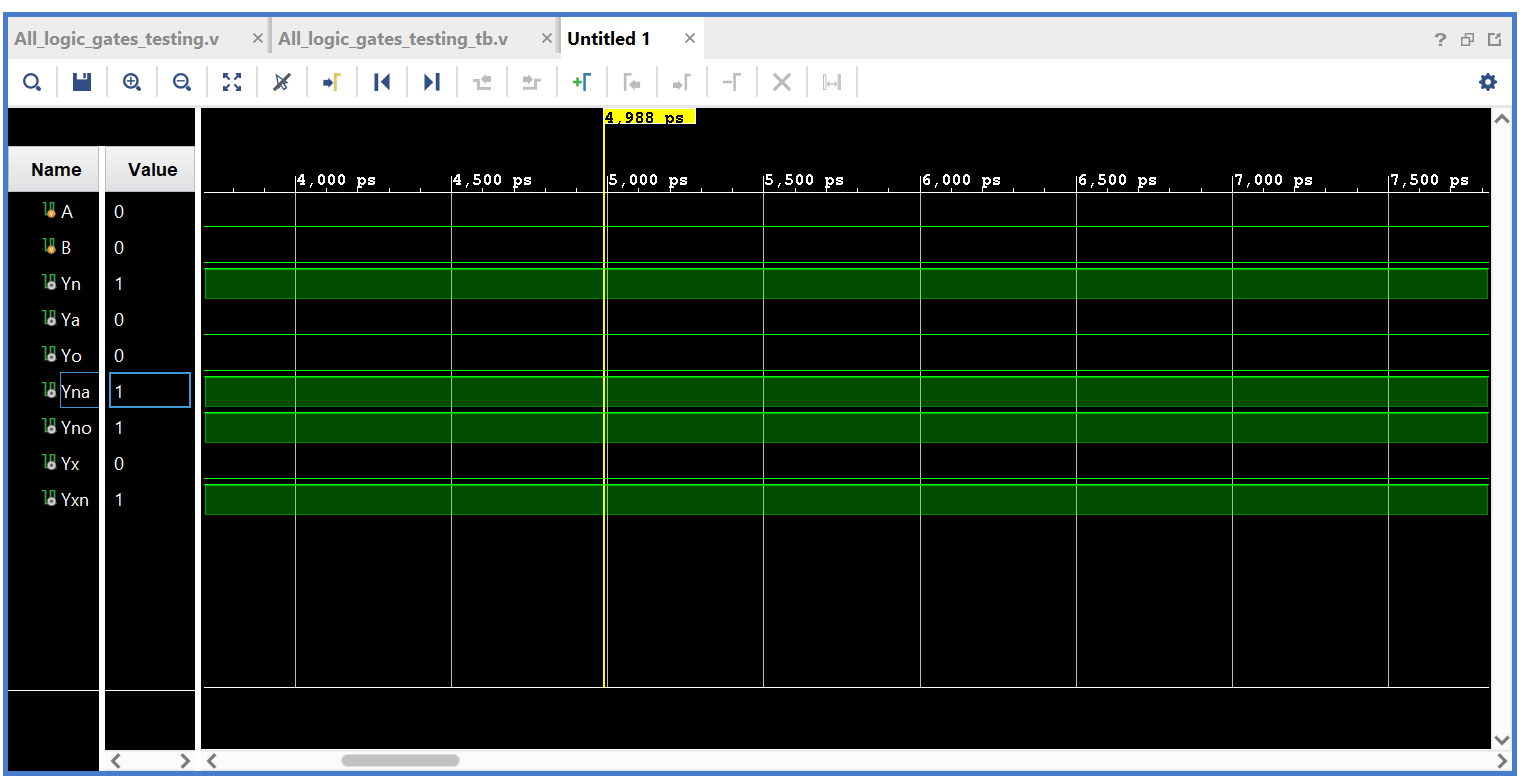 All_logic_gates_testing.v × All_logic_gates_testing_tb.v × Untitled 1 × ?
4,988 ps
Name Value 4,000 ps 4,500 ps 5,000 ps 5,500 ps 6,000 ps 6,500 ps 7,000 ps 7,500 ps
A 0
B 0
Yn 1
Ya 0
Yo 0
Yna 1
Yno 1
Yx 0
Yxn 1